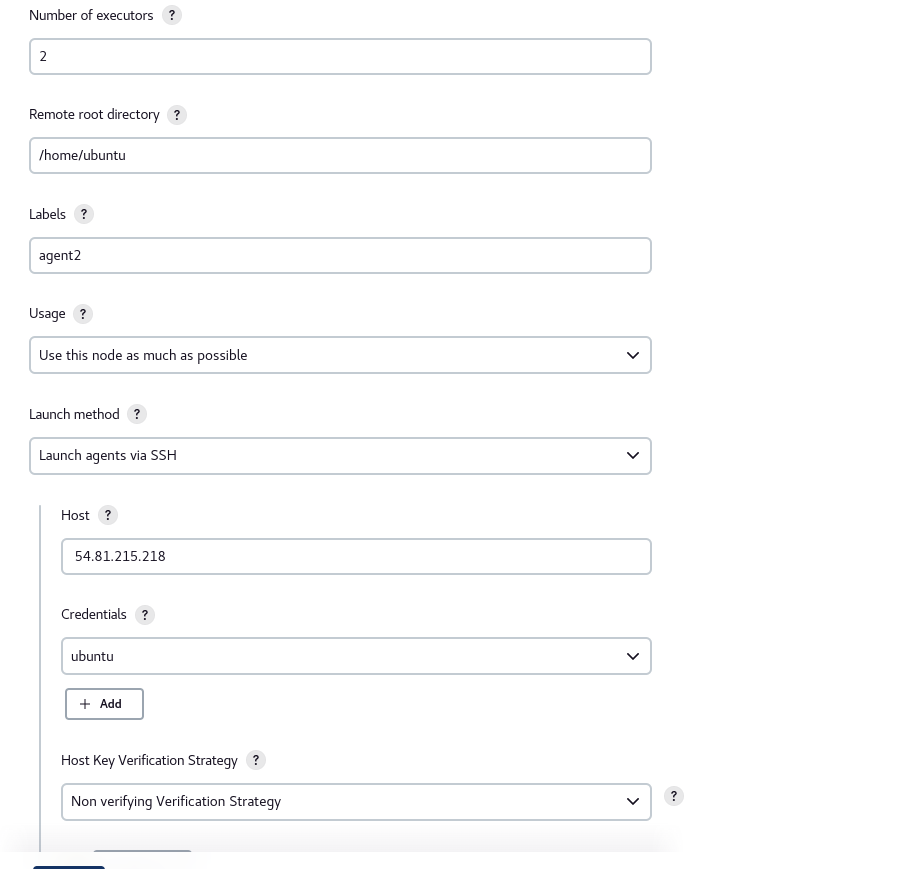 Number of executors ?
2
Remote root directory ?
/home/ubuntu
Labels ?
agent2
Usage ?
Use this node as much as possible
Launch method ?
Launch agents via SSH
Host ?
54.81.215.218
Credentials ?
ubuntu
+ Add
Host Key Verification Strategy ?
Non verifying Verification Strategy ?